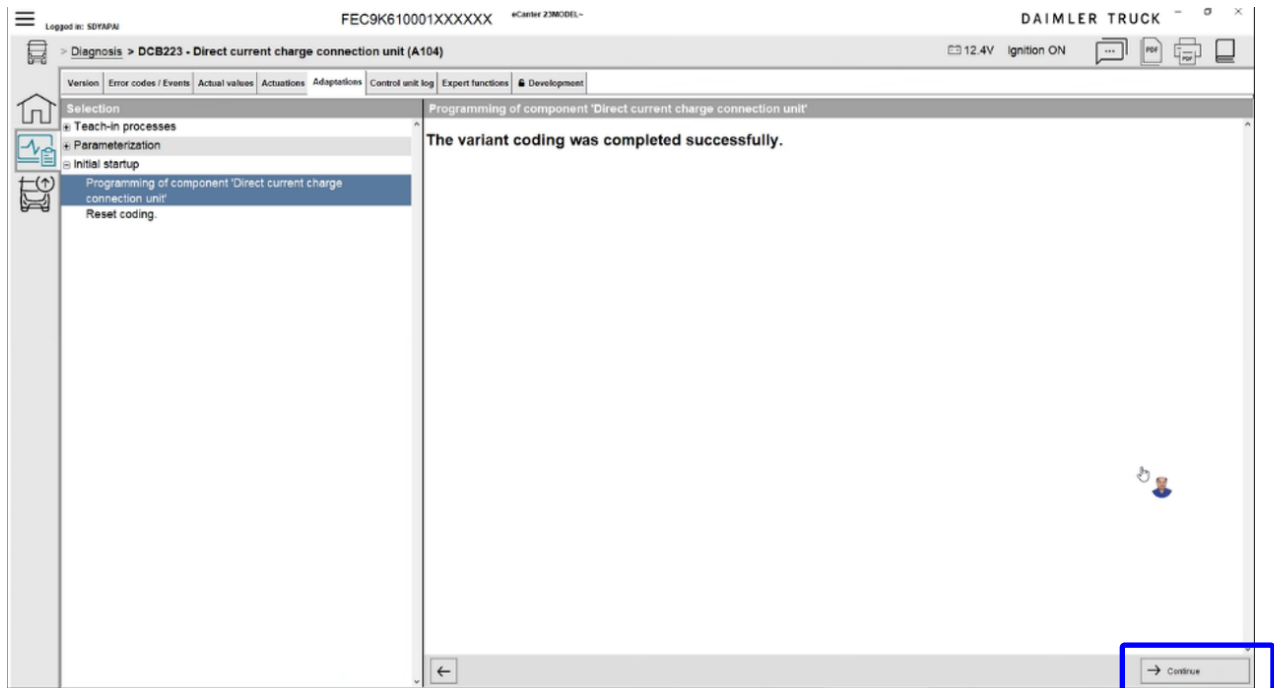 FEC9K610001XXXXXX eCanter 23MODEL~ DAIMLER TRUCK
Logged in: SDYAPAI
> Diagnosis > DCB223 - Direct current charge connection unit (A104) 12.4V Ignition ON PDF PDF
Version Error codes / Events Actual values Actuations Adaptations Control unit log Expert functions Development
Selection
Teach-in processes
Parameterization
Initial startup
Programming of component 'Direct current charge
connection unit'
Reset coding.
Programming of component 'Direct current charge connection unit'
The variant coding was completed successfully.
Continue